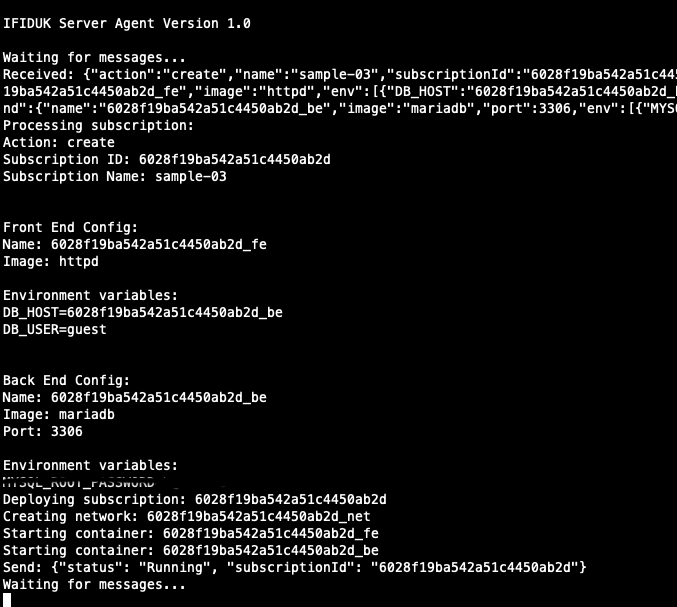 IFIDUK Server Agent Version 1.0
Waiting for messages...
Received: {"action":"create","name":"sample-03","subscriptionId":"6028f19ba542a51c445
19ba542a51c4450ab2d_fe","image":"httpd","env":[{"DB_HOST":"6028f19ba542a51c4450ab2d_
nd":{"name":"6028f19ba542a51c4450ab2d_be","image":"mariadb","port":3306,"env":[{"MYS
Processing subscription:
Action: create
Subscription ID: 6028f19ba542a51c4450ab2d
Subscription Name: sample-03
Front End Config:
Name: 6028f19ba542a51c4450ab2d_fe
Image: httpd
Environment variables:
DB_HOST=6028f19ba542a51c4450ab2d_be
DB_USER=guest
Back End Config:
Name: 6028f19ba542a51c4450ab2d_be
Image: mariadb
Port: 3306
Environment variables:
MYSQL_ROOT_PASSWORD
Deploying subscription: 6028f19ba542a51c4450ab2d
Creating network: 6028f19ba542a51c4450ab2d_net
Starting container: 6028f19ba542a51c4450ab2d_fe
Starting container: 6028f19ba542a51c4450ab2d_be
Send: {"status": "Running", "subscriptionId": "6028f19ba542a51c4450ab2d"}
Waiting for messages...